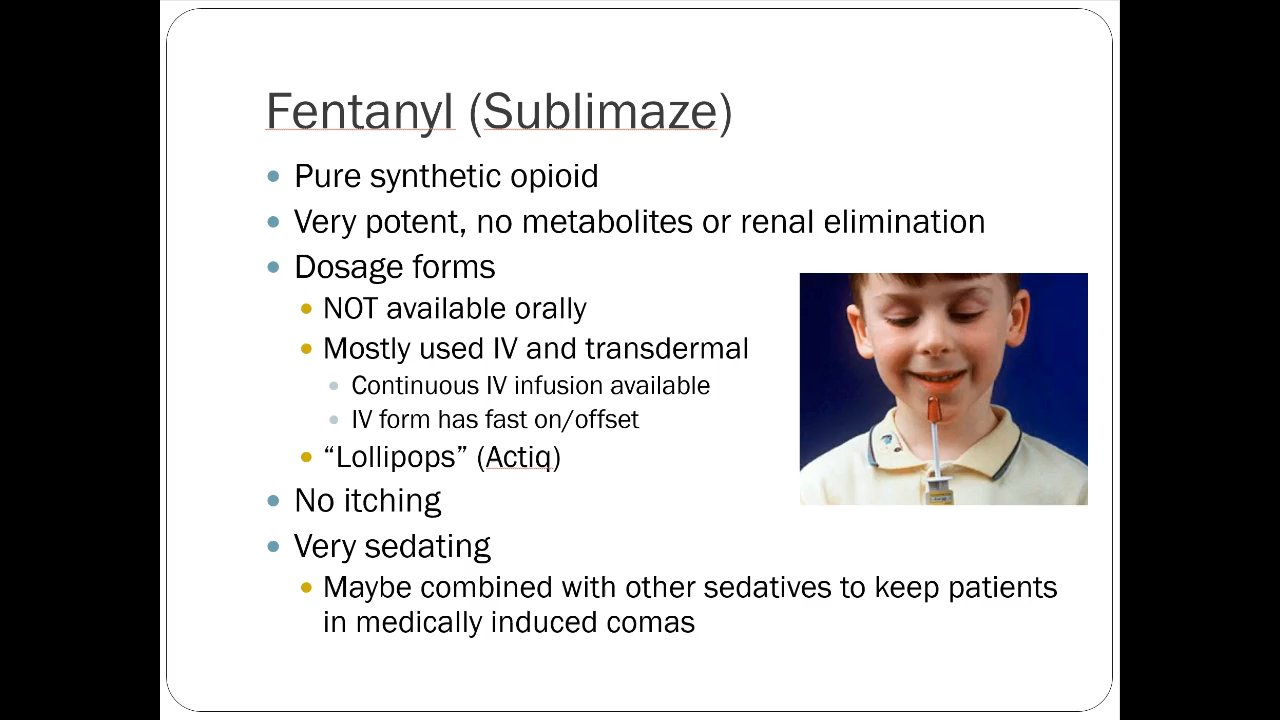 Fentanyl (Sublimaze)
Pure synthetic opioid
Very potent, no metabolites or renal elimination
Dosage forms
NOT available orally
Mostly used IV and transdermal
Continuous IV infusion available
IV form has fast on/offset
“Lollipops” (Actiq)
No itching
Very sedating
Maybe combined with other sedatives to keep patients
in medically induced comas